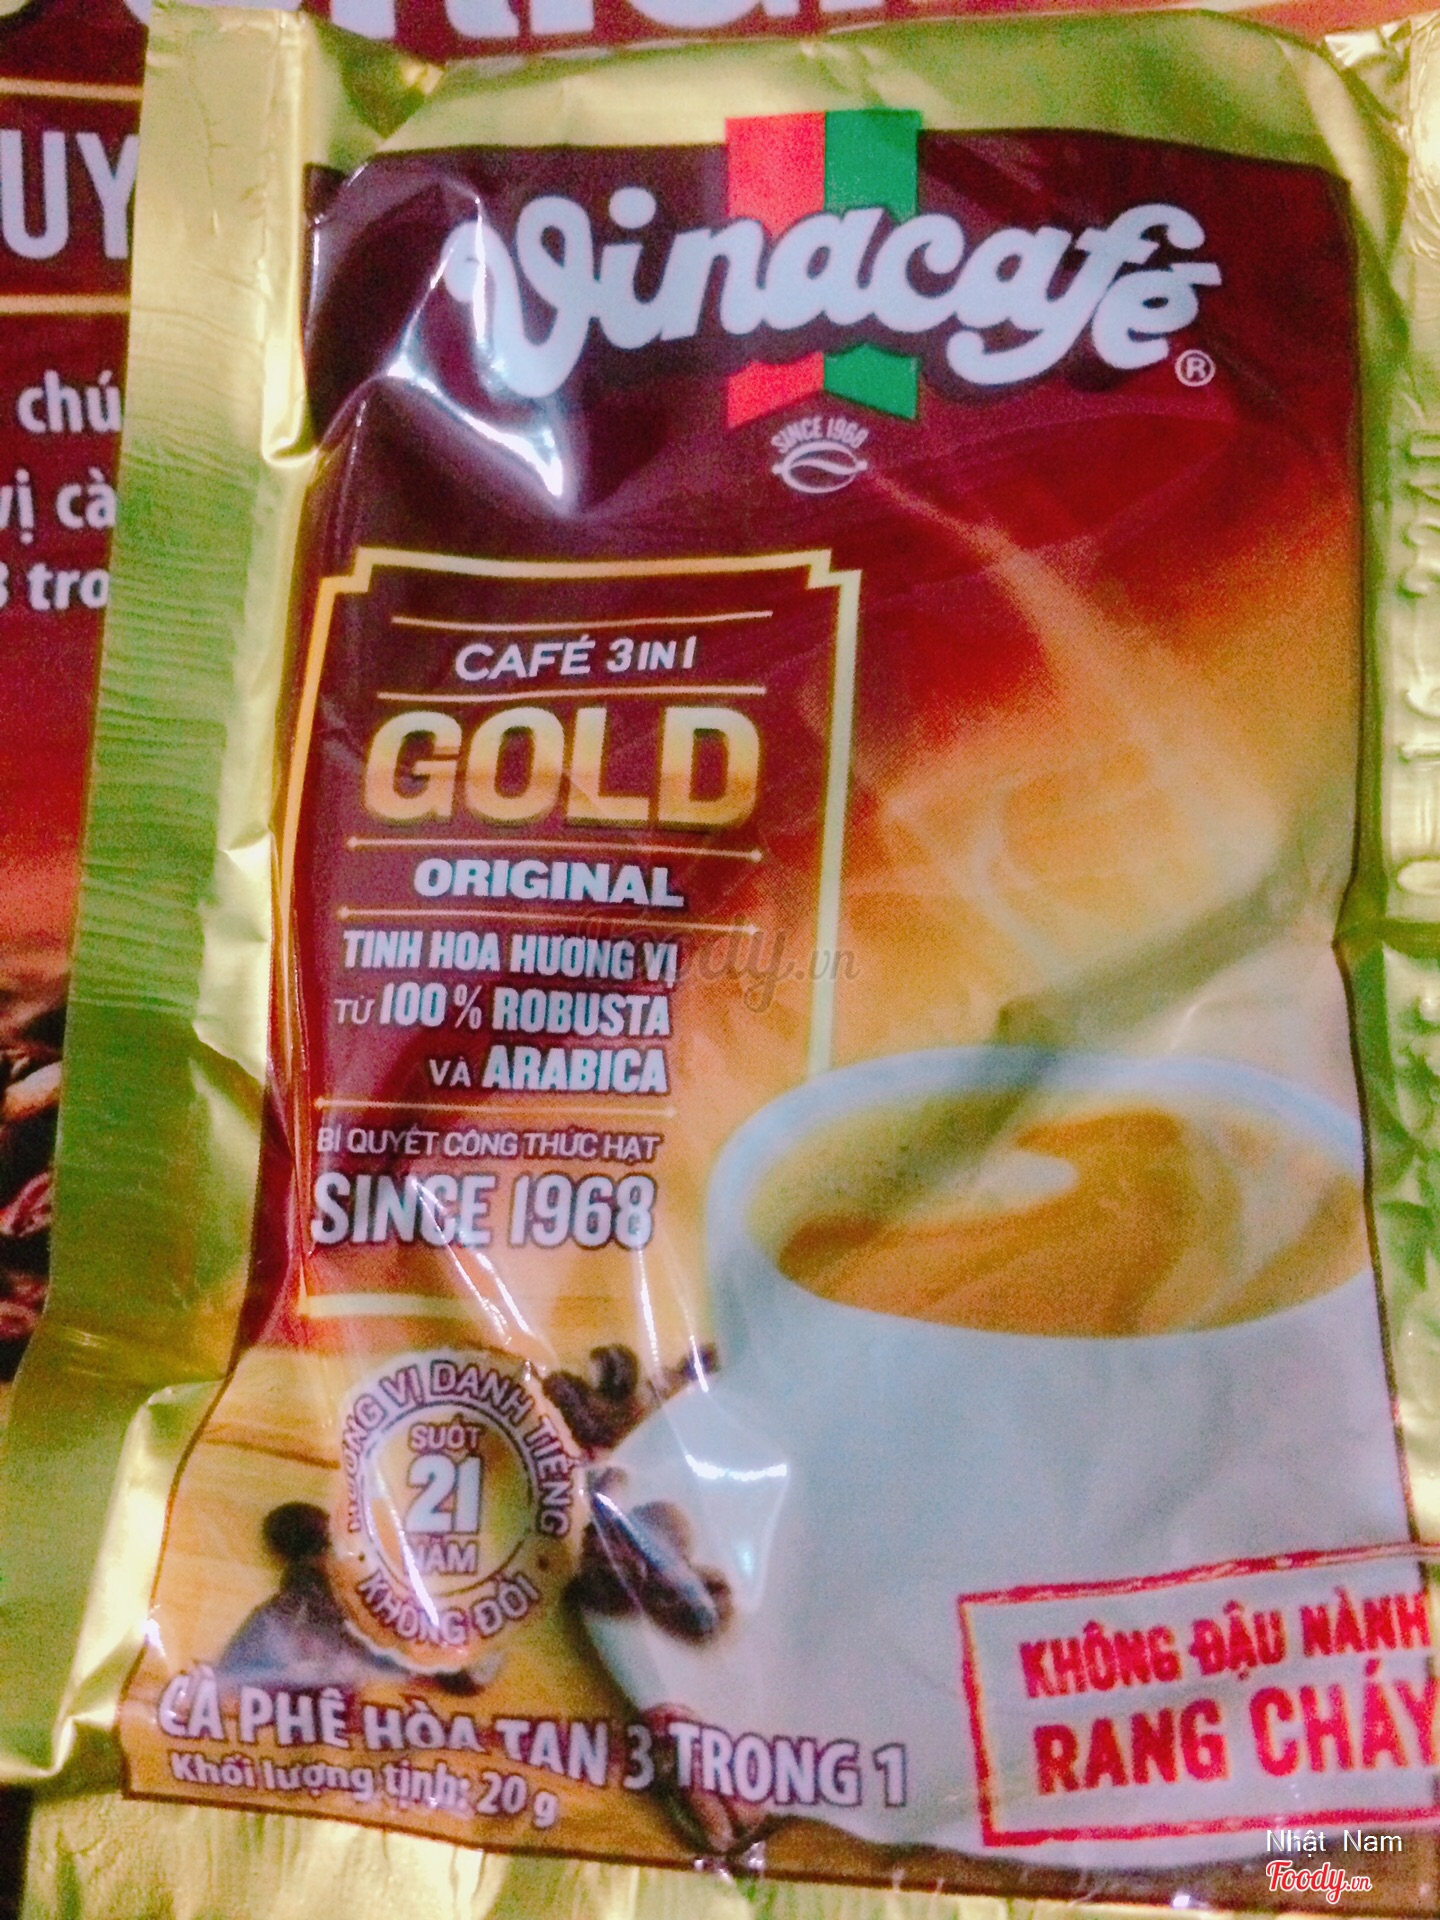 UY
chú
vị cà
3 tro
Vinacafé
®
SINCE 1968
CAFÉ 3IN1
GOLD
ORIGINAL
TINH HOA HƯƠNG VỊ
TỪ 100% ROBUSTA
VÀ ARABICA
BÍ QUYẾT CÔNG THỨC HẠT
SINCE 1968
Foody.vn
HƯƠNG VỊ DANH TIẾNG
SUỐT
21
NĂM
KHÔNG ĐỔI
CÀ PHÊ HÒA TAN 3 TRONG 1
Khối lượng tịnh: 20 g
KHÔNG ĐẬU NÀNH
RANG CHÁY
Nhật Nam
Foody.vn